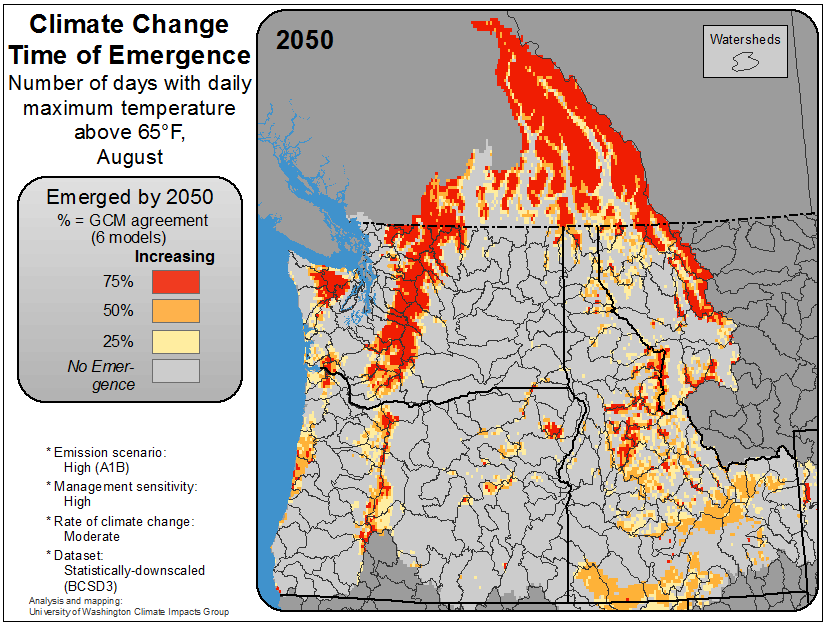 Climate Change
Time of Emergence
Number of days with daily
maximum temperature
above 65°F,
August
Emerged by 2050
% = GCM agreement
(6 models)
Increasing
75%
50%
25%
No Emer-
gence
* Emission scenario:
High (A1B)
* Management sensitivity:
High
* Rate of climate change:
Moderate
* Dataset:
Statistically-downscaled
(BCSD3)
Analysis and mapping:
University of Washington Climate Impacts Group
2050
Watersheds